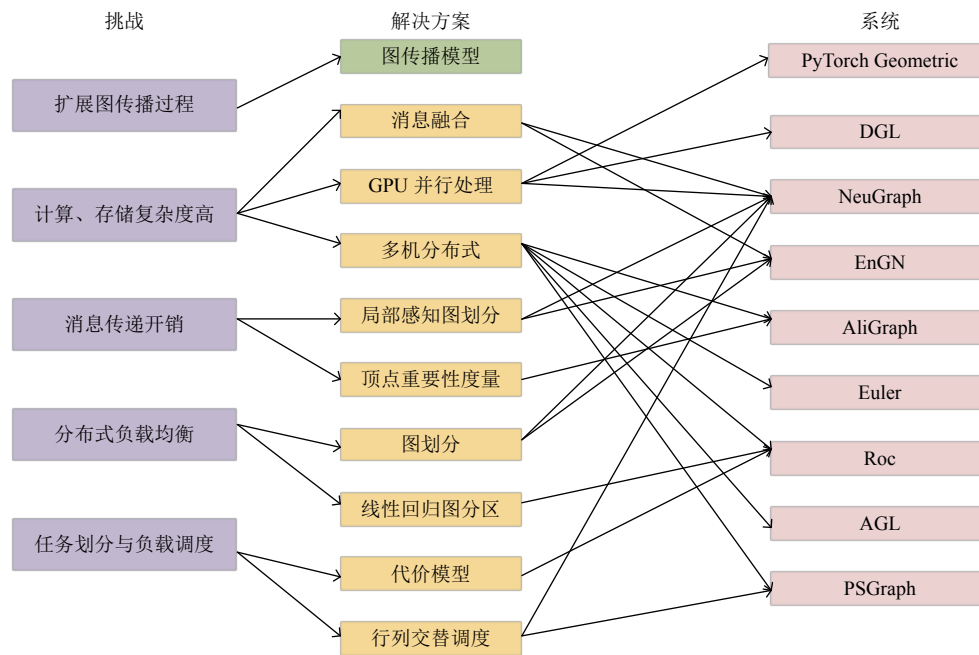 挑战
解决方案
系统
扩展图传播过程
计算、存储复杂度高
消息传递开销
分布式负载均衡
任务划分与负载调度
图传播模型
消息融合
GPU 并行处理
多机分布式
局部感知图划分
顶点重要性度量
图划分
线性回归图分区
代价模型
行列交替调度
PyTorch Geometric
DGL
NeuGraph
EnGN
AliGraph
Euler
Roc
AGL
PSGraph